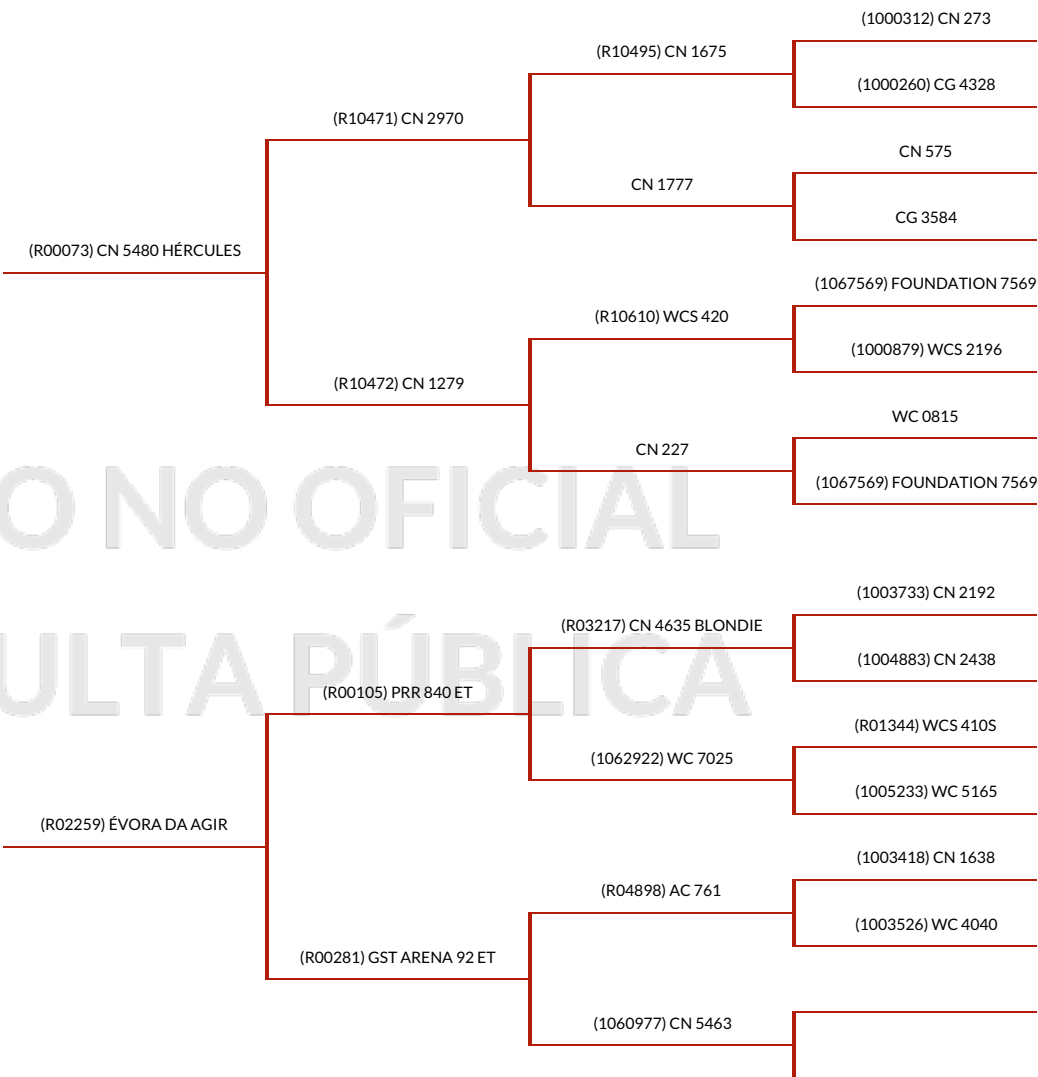 (1000312) CN 273
(R10495) CN 1675
(1000260) CG 4328
(R10471) CN 2970
CN 575
CN 1777
CG 3584
(R00073) CN 5480 HÉRCULES
(1067569) FOUNDATION 7569
(R10610) WCS 420
(1000879) WCS 2196
(R10472) CN 1279
WC 0815
CN 227
(1067569) FOUNDATION 7569
O NO OFICIAL
(1003733) CN 2192
(R03217) CN 4635 BLONDIE
(1004883) CN 2438
ULTA PÚBLICA
(R00105) PRR 840 ET
(R01344) WCS 410S
(1062922) WC 7025
(1005233) WC 5165
(R02259) ÉVORA DA AGIR
(1003418) CN 1638
(R04898) AC 761
(1003526) WC 4040
(R00281) GST ARENA 92 ET
(1060977) CN 5463